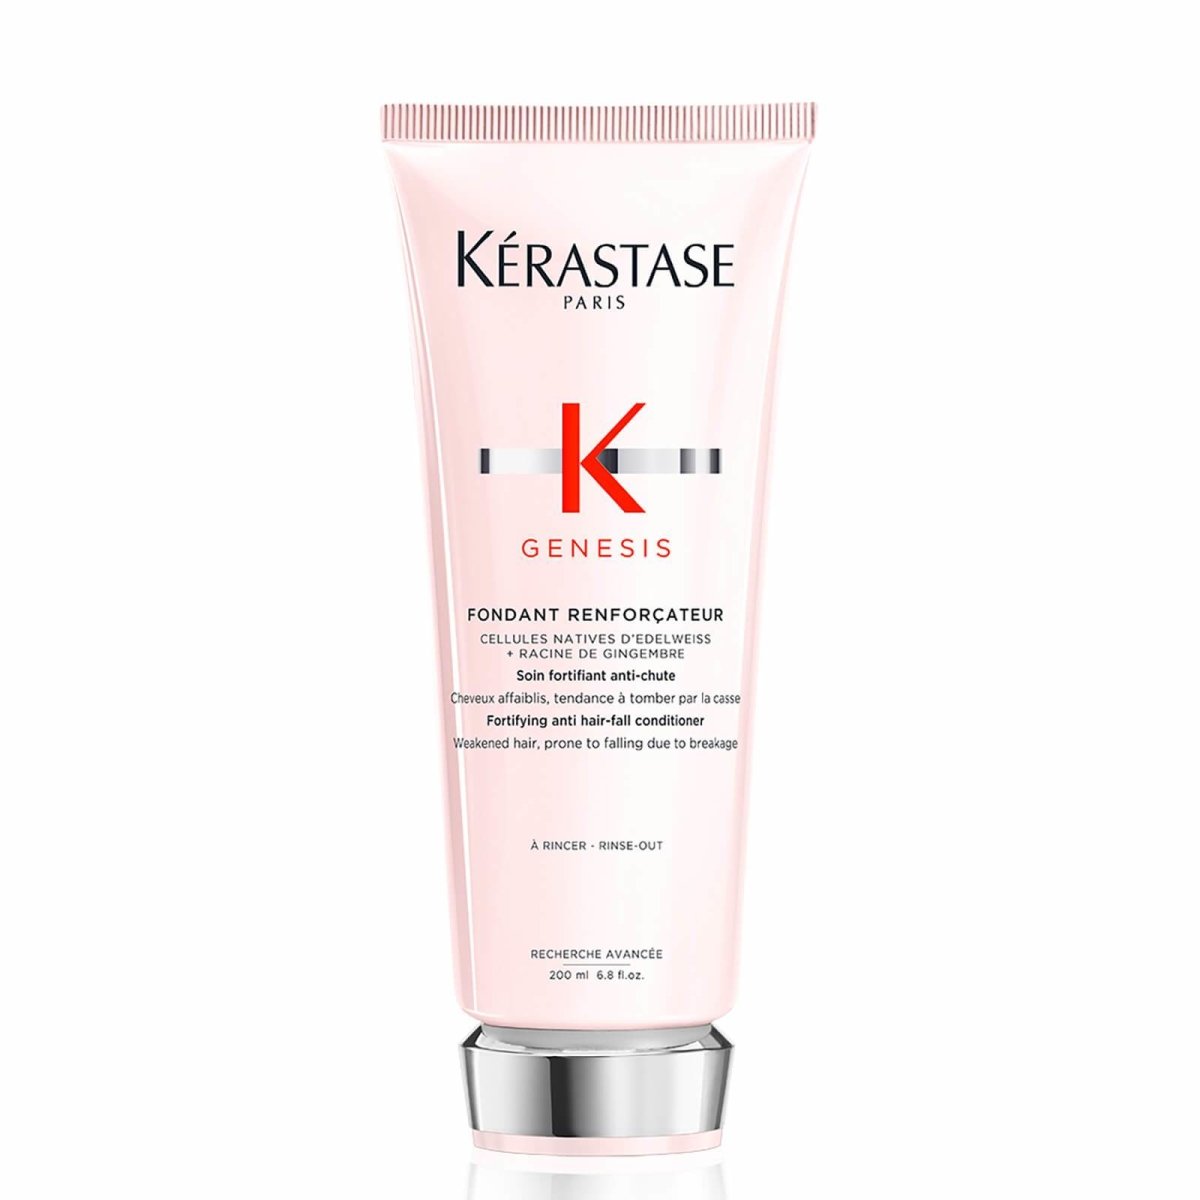 KÉRASTASE
PARIS
K
GENESIS
FONDANT RENFORÇATEUR
CELLULES NATIVES D'EDELWEISS
+ RACINE DE GINGEMBRE
Soin fortifiant anti-chute
Cheveux affaiblis, tendance à tomber par la casse
Fortifying anti hair-fall conditioner
Weakened hair, prone to falling due to breakage
À RINCER - RINSE-OUT
RECHERCHE AVANCÉE
200 ml 6.8 fl.oz.